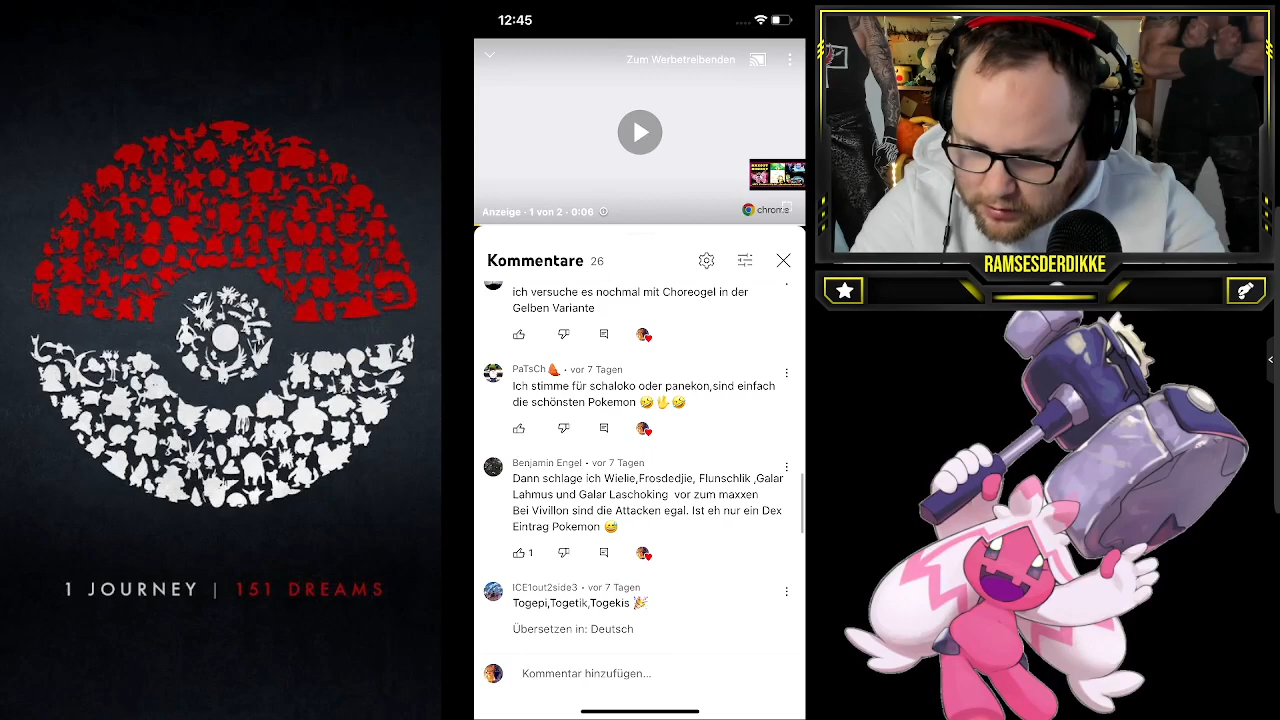 12:45
Zum Werbetreibenden
Anzeige · 1 von 2 · 0:06
chrome
Kommentare 26
ich versuche es nochmal mit Choreogel in der
Gelben Variante
PaTsCh🍕 • vor 7 Tagen
Ich stimme für schaloko oder panekon,sind einfach
die schönsten Pokemon 🤣🖖🤣
Benjamin Engel • vor 7 Tagen
Dann schlage ich Wielie,Frosdedjie, Flunschlik ,Galar
Lahmus und Galar Laschoking vor zum maxxen
Bei Vivillon sind die Attacken egal. Ist eh nur ein Dex
Eintrag Pokemon 😅
1
ICE1out2side3 • vor 7 Tagen
Togepi,Togetik,Togekis 🎉
Übersetzen in: Deutsch
Kommentar hinzufügen...
1 JOURNEY | 151 DREAMS
RAMSESDERDIKKE